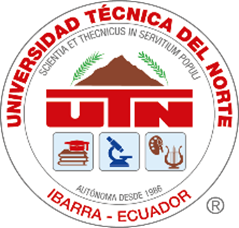 UNIVERSIDAD TÉCNICA DEL NORTE
SCIENTIA ET THECNICUS IN SERVITIUM POPULI
UTN
AUTÓNOMA DESDE 1986
IBARRA - ECUADOR
®